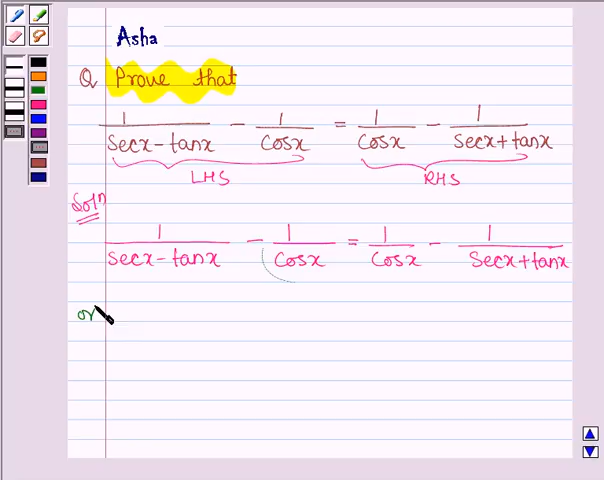 Asha
Q Prove that
1/(Secx - tanx) - 1/Cosx = 1/Cosx - 1/(Secx + tanx)
LHS RHS
Soln
1/(Secx - tanx) - 1/Cosx = 1/Cosx - 1/(Secx + tanx)
or